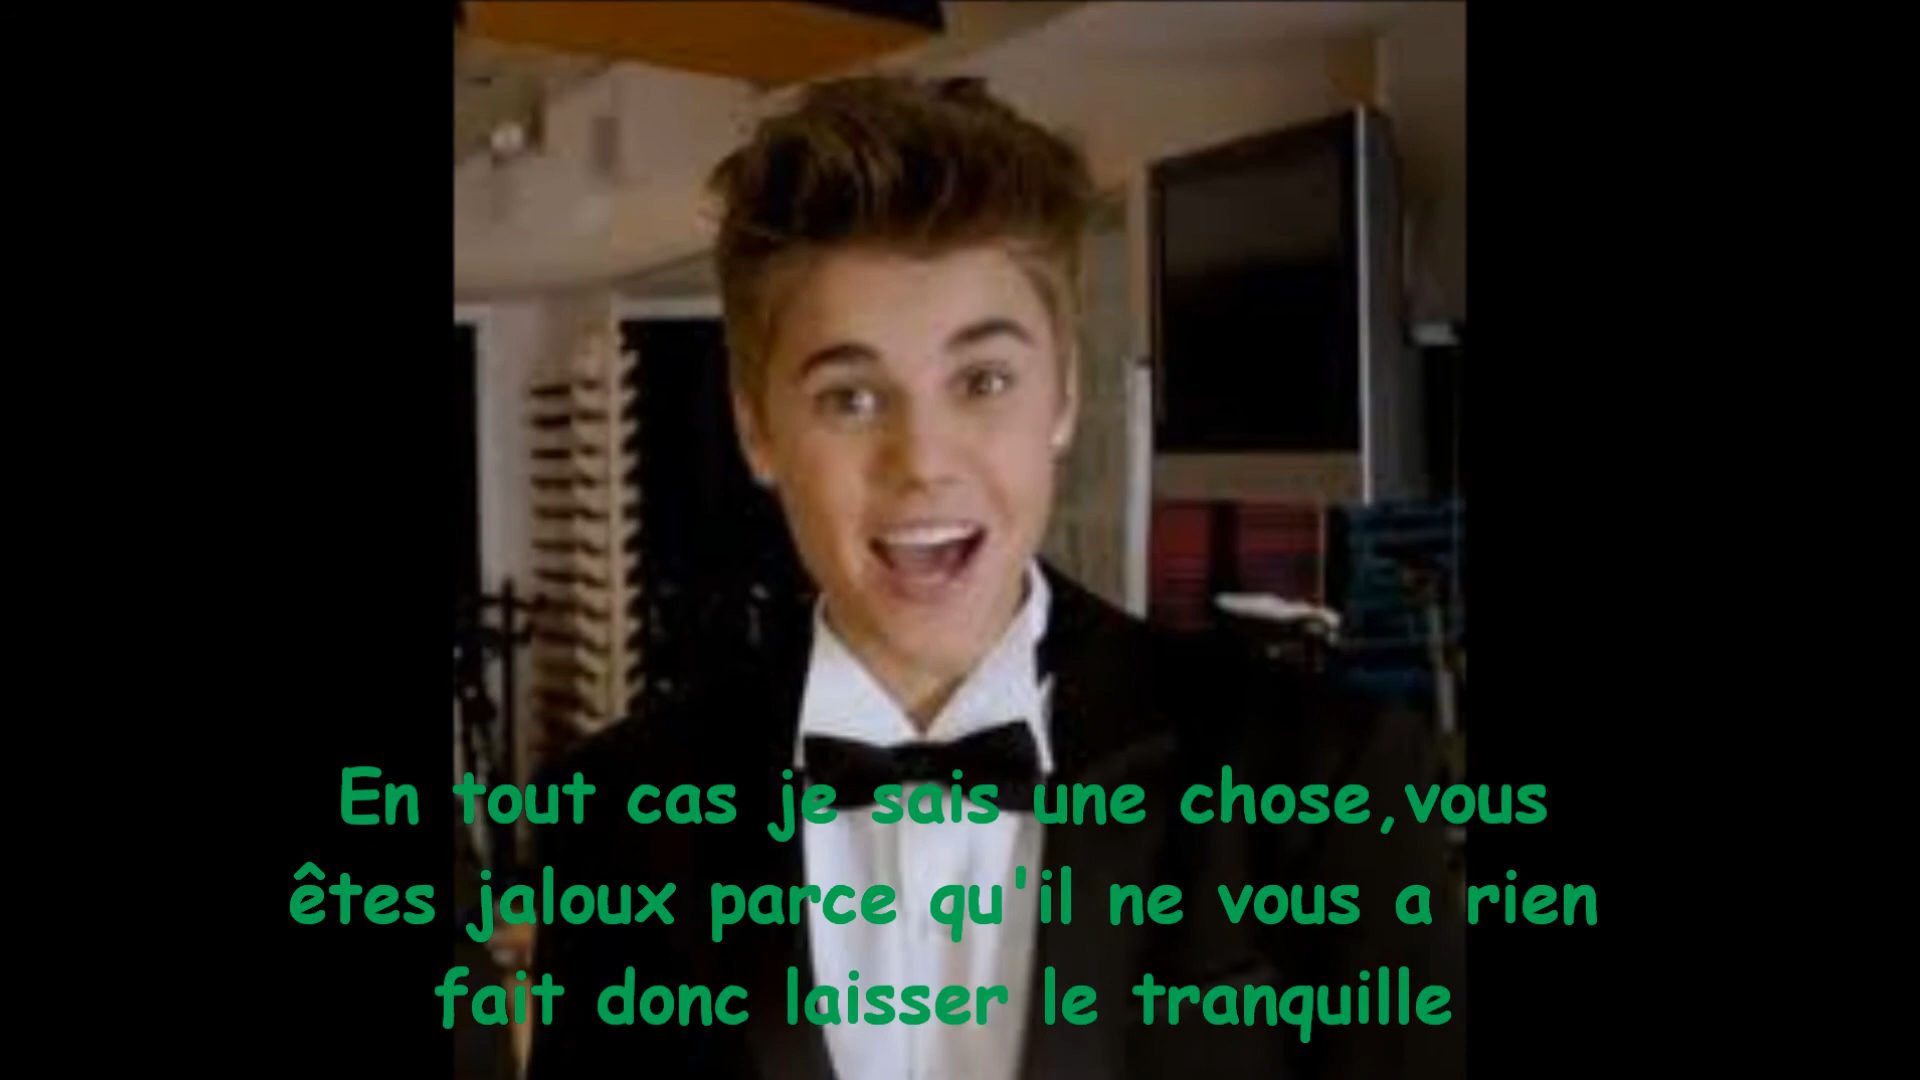 En tout cas je sais une chose,vous
êtes jaloux parce qu'il ne vous a rien
fait donc laisser le tranquille